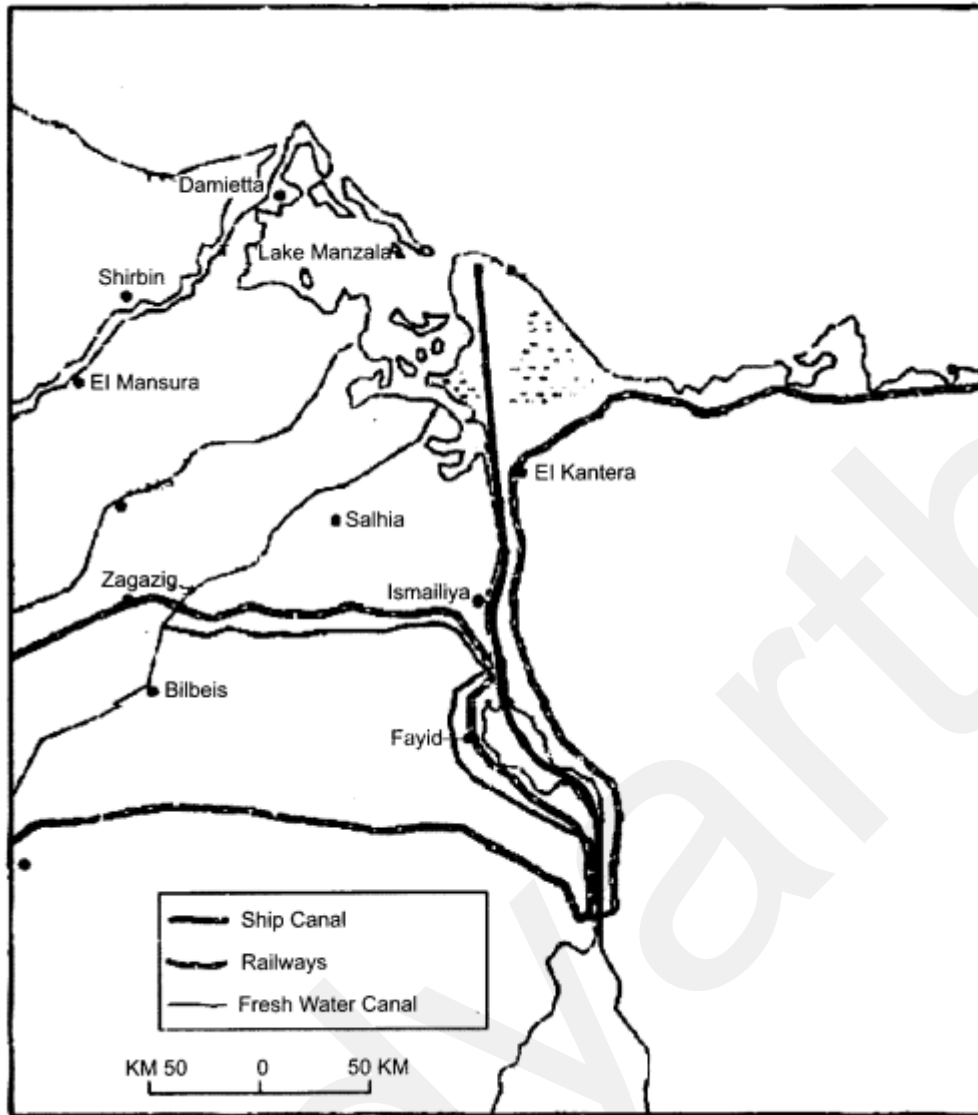 Damietta
Lake Manzala
Shirbin
El Mansura
El Kantera
Salhia
Zagazig
Ismailiya
Bilbeis
Fayid
Ship Canal
Railways
Fresh Water Canal
KM 50 0 50 KM